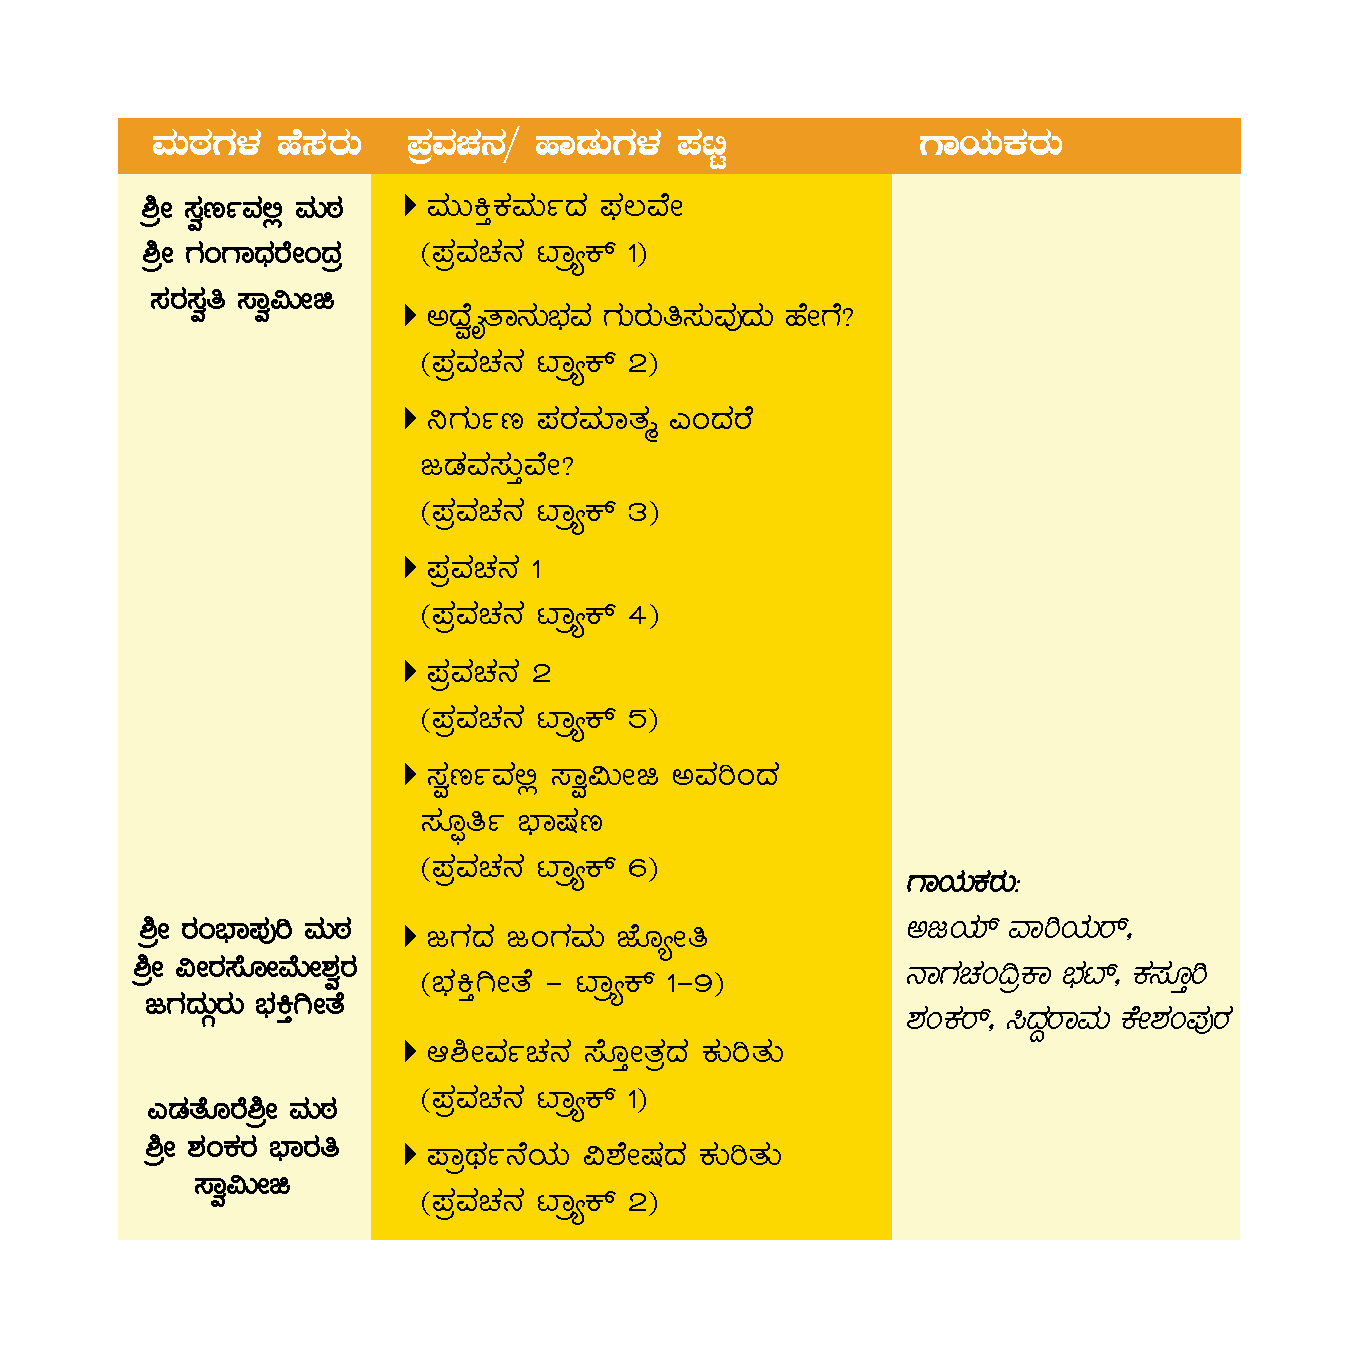 ಮಠಗಳ ಹೆಸರು ಪ್ರವಚನ/ ಹಾಡುಗಳ ಪಟ್ಟಿ ಗಾಯಕರು
ಶ್ರೀ ಸ್ವರ್ಣವಲ್ಲಿ ಮಠ
ಶ್ರೀ ಗಂಗಾಧರೇಂದ್ರ
ಸರಸ್ವತಿ ಸ್ವಾಮೀಜಿ
ಮುಕ್ತಿಕರ್ಮದ ಫಲವೇ
(ಪ್ರವಚನ ಟ್ರ್ಯಾಕ್ 1)
ಅದ್ವೈತಾನುಭವ ಗುರುತಿಸುವುದು ಹೇಗೆ?
(ಪ್ರವಚನ ಟ್ರ್ಯಾಕ್ 2)
ನಿರ್ಗುಣ ಪರಮಾತ್ಮ ಎಂದರೆ
ಜಡವಸ್ತುವೇ?
(ಪ್ರವಚನ ಟ್ರ್ಯಾಕ್ 3)
ಪ್ರವಚನ 1
(ಪ್ರವಚನ ಟ್ರ್ಯಾಕ್ 4)
ಪ್ರವಚನ 2
(ಪ್ರವಚನ ಟ್ರ್ಯಾಕ್ 5)
ಸ್ವರ್ಣವಲ್ಲಿ ಸ್ವಾಮೀಜಿ ಅವರಿಂದ
ಸ್ಫೂರ್ತಿ ಭಾಷಣ
(ಪ್ರವಚನ ಟ್ರ್ಯಾಕ್ 6)
ಶ್ರೀ ರಂಭಾಪುರಿ ಮಠ
ಶ್ರೀ ವೀರಸೋಮೇಶ್ವರ
ಜಗದ್ಗುರು ಭಕ್ತಿಗೀತೆ
ಜಗದ ಜಂಗಮ ಜ್ಯೋತಿ
(ಭಕ್ತಿಗೀತೆ - ಟ್ರ್ಯಾಕ್ 1-9)
ಗಾಯಕರು:
ಅಜಯ್ ವಾರಿಯರ್,
ನಾಗಚಂದ್ರಿಕಾ ಭಟ್, ಕಸ್ತೂರಿ
ಶಂಕರ್, ಸಿದ್ದರಾಮ ಕೇಶಂಪುರ
ಎಡತೊರೆಶ್ರೀ ಮಠ
ಶ್ರೀ ಶಂಕರ ಭಾರತಿ
ಸ್ವಾಮೀಜಿ
ಆಶೀರ್ವಚನ ಸ್ತೋತ್ರದ ಕುರಿತು
(ಪ್ರವಚನ ಟ್ರ್ಯಾಕ್ 1)
ಪ್ರಾರ್ಥನೆಯ ವಿಶೇಷದ ಕುರಿತು
(ಪ್ರವಚನ ಟ್ರ್ಯಾಕ್ 2)